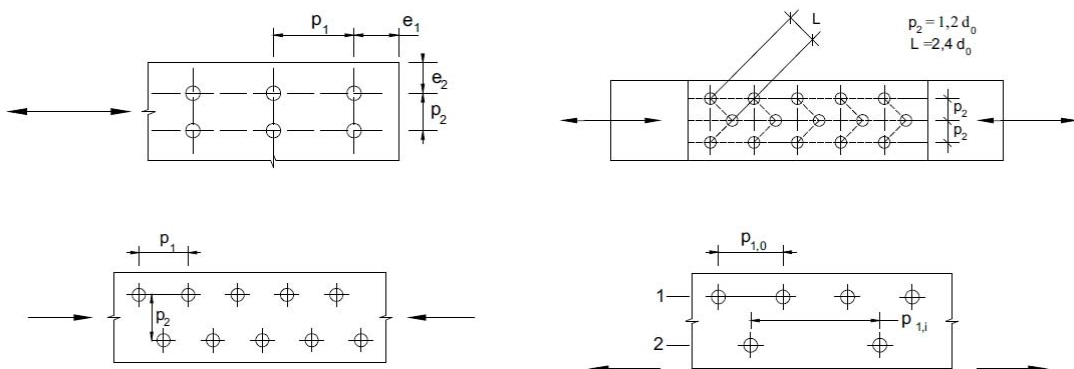 p1
e1
e2
p2
L
p2 = 1,2 d0
L = 2,4 d0
p2
p2
p1
p2
p1,0
1
p1,i
2